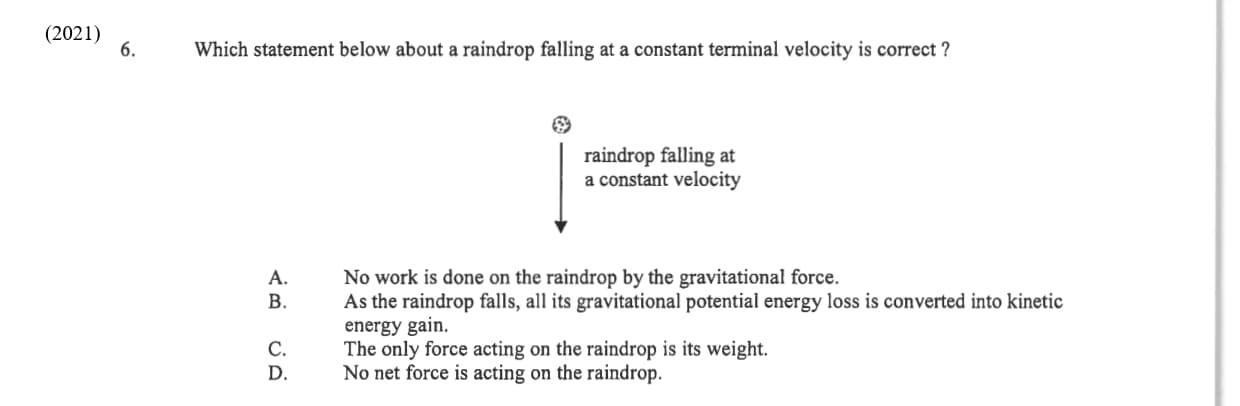 (2021)
6. Which statement below about a raindrop falling at a constant terminal velocity is correct ?
raindrop falling at
a constant velocity
A. No work is done on the raindrop by the gravitational force.
B. As the raindrop falls, all its gravitational potential energy loss is converted into kinetic
energy gain.
C. The only force acting on the raindrop is its weight.
D. No net force is acting on the raindrop.